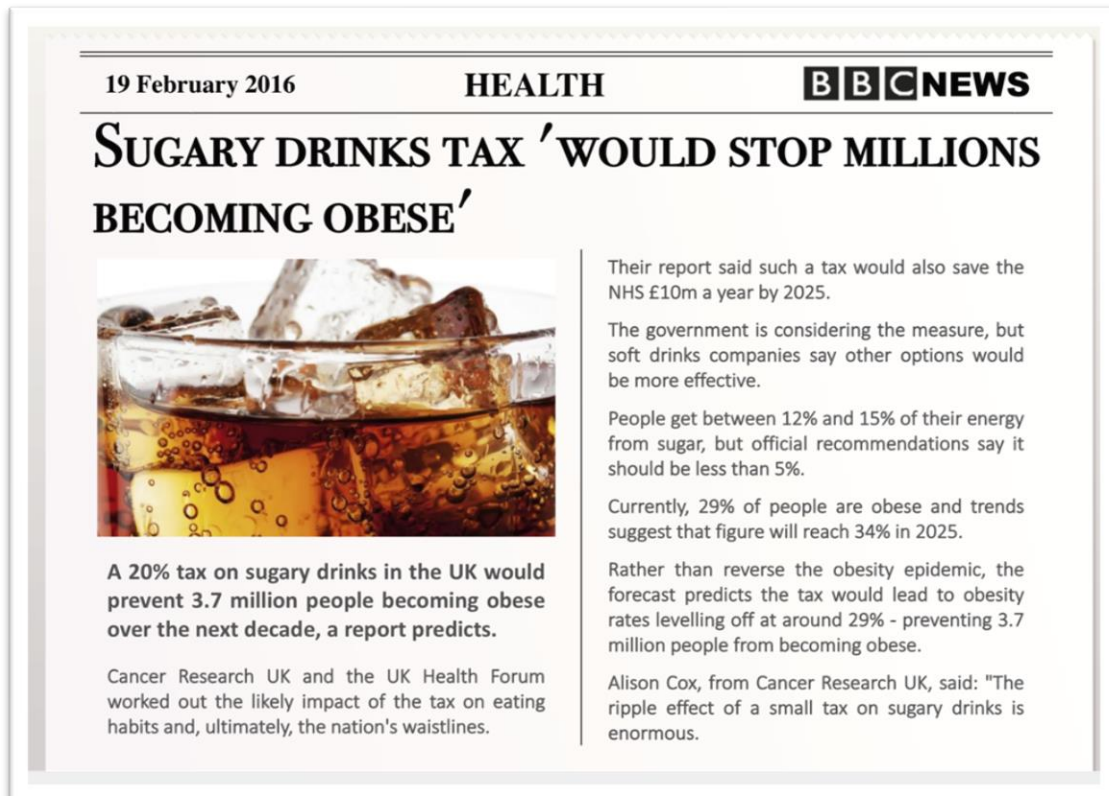 19 February 2016
HEALTH
BBC NEWS
SUGARY DRINKS TAX 'WOULD STOP MILLIONS
BECOMING OBESE'
A 20% tax on sugary drinks in the UK would
prevent 3.7 million people becoming obese
over the next decade, a report predicts.
Cancer Research UK and the UK Health Forum
worked out the likely impact of the tax on eating
habits and, ultimately, the nation's waistlines.
Their report said such a tax would also save the
NHS £10m a year by 2025.
The government is considering the measure, but
soft drinks companies say other options would
be more effective.
People get between 12% and 15% of their energy
from sugar, but official recommendations say it
should be less than 5%.
Currently, 29% of people are obese and trends
suggest that figure will reach 34% in 2025.
Rather than reverse the obesity epidemic, the
forecast predicts the tax would lead to obesity
rates levelling off at around 29% - preventing 3.7
million people from becoming obese.
Alison Cox, from Cancer Research UK, said: "The
ripple effect of a small tax on sugary drinks is
enormous.